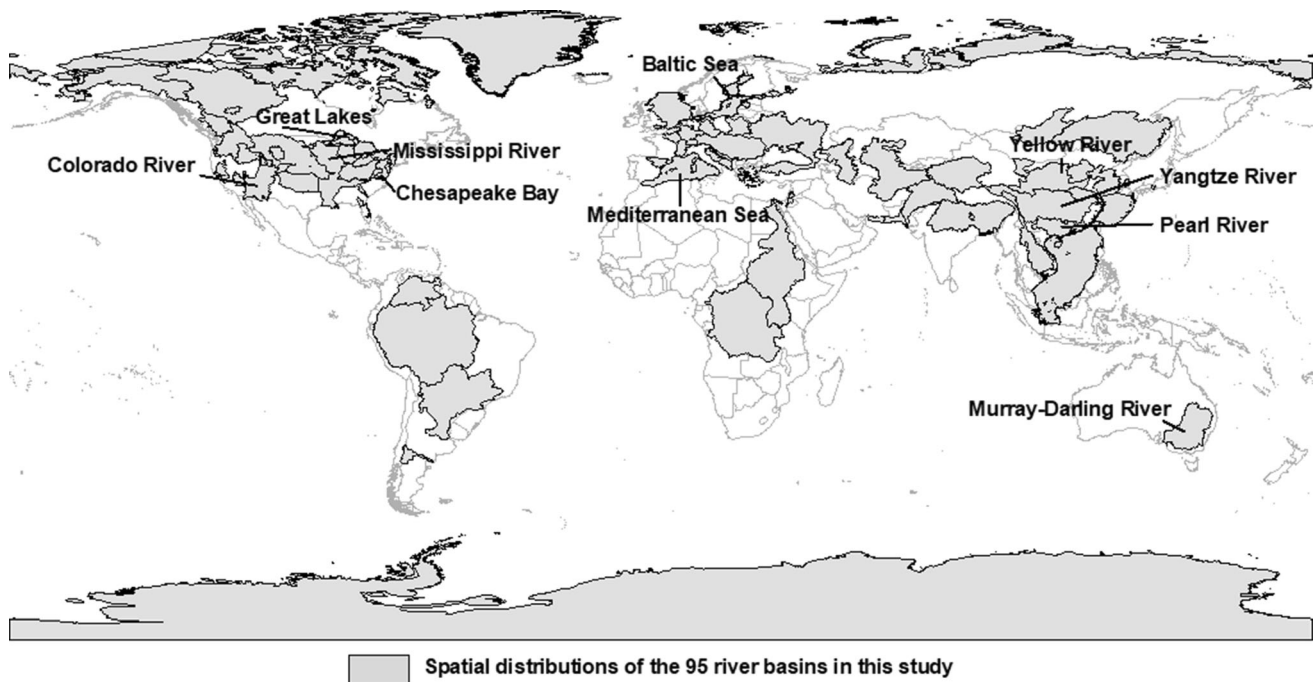 Baltic Sea
Great Lakes
Yellow River
Mississippi River
Colorado River
Yangtze River
Chesapeake Bay
Mediterranean Sea
Pearl River
Murray-Darling River
Spatial distributions of the 95 river basins in this study